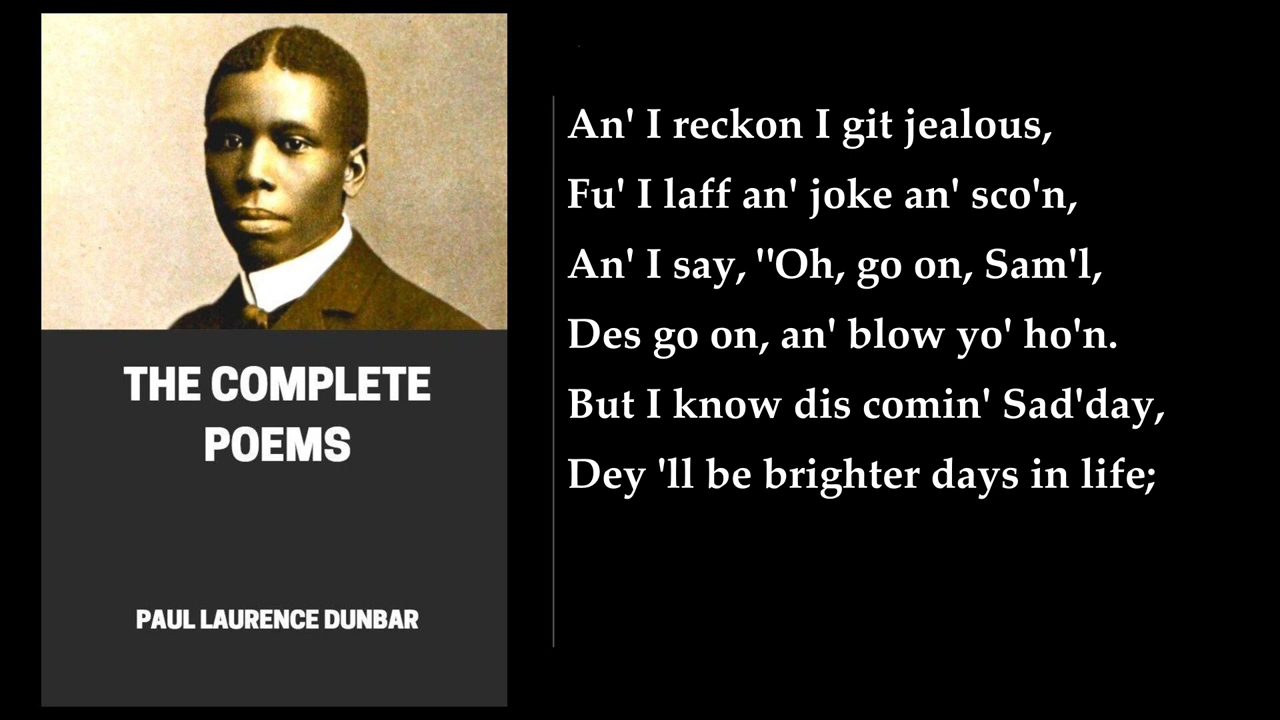 THE COMPLETE
POEMS
PAUL LAURENCE DUNBAR
An' I reckon I git jealous,
Fu' I laff an' joke an' sco'n,
An' I say, "Oh, go on, Sam'l,
Des go on, an' blow yo' ho'n.
But I know dis comin' Sad'day,
Dey 'll be brighter days in life;